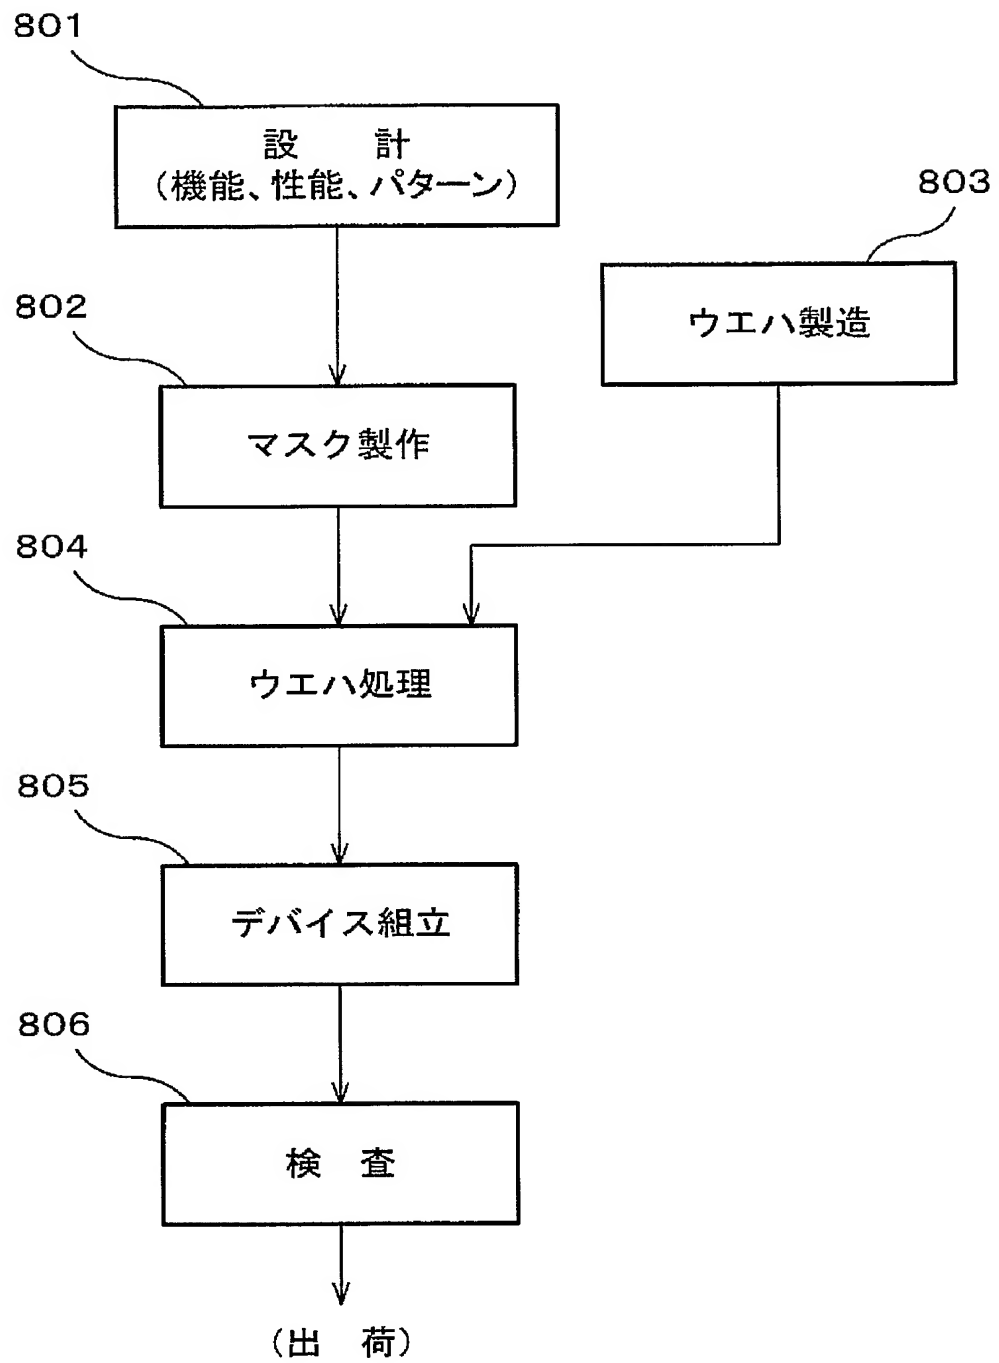 801
設　計
（機能、性能、パターン）
803
ウエハ製造
802
マスク製作
804
ウエハ処理
805
デバイス組立
806
検　査
（出　荷）